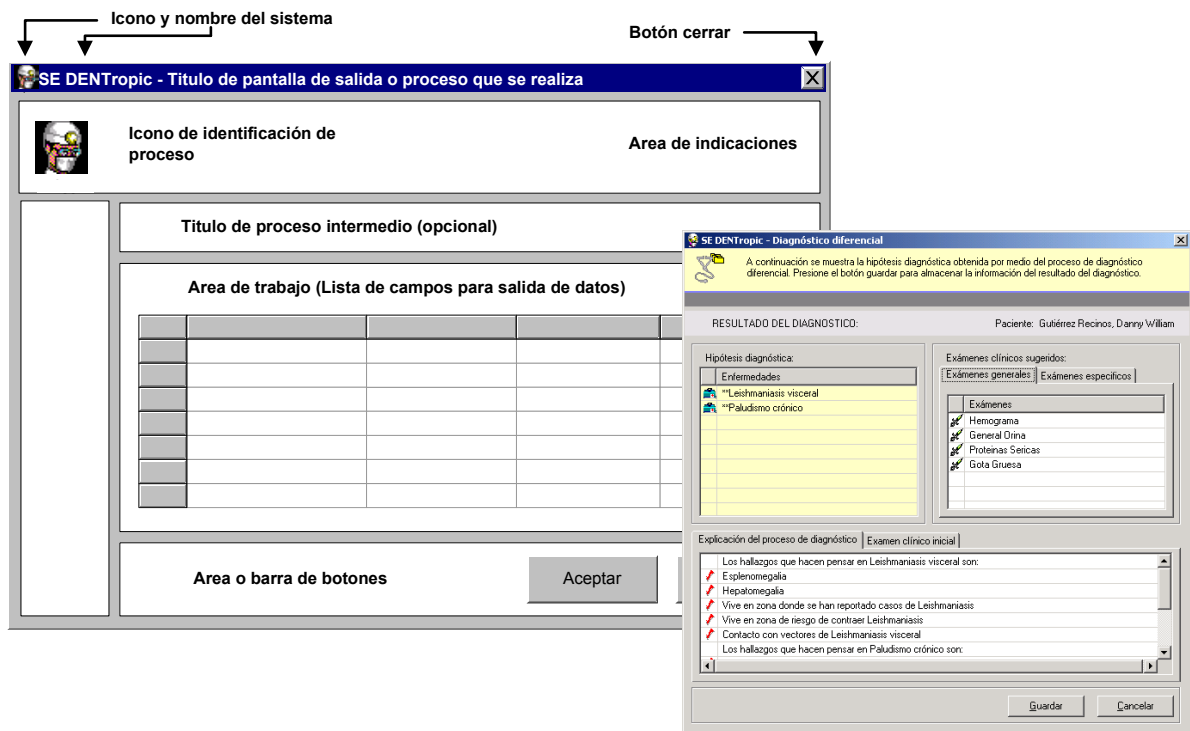 Icono y nombre del sistema
Botón cerrar
SE DENTropic - Titulo de pantalla de salida o proceso que se realiza
X
Icono de identificación de
proceso
Area de indicaciones
Titulo de proceso intermedio (opcional)
Area de trabajo (Lista de campos para salida de datos)
Area o barra de botones
Aceptar
SE DENTropic - Diagnóstico diferencial
A continuación se muestra la hipótesis diagnóstica obtenida por medio del proceso de diagnóstico
diferencial. Presione el botón guardar para almacenar la información del resultado del diagnóstico.
RESULTADO DEL DIAGNOSTICO:
Paciente: Gutiérrez Recinos, Danny William
Hipótesis diagnóstica:
Enfermedades
**Leishmaniasis visceral
**Paludismo crónico
Exámenes clínicos sugeridos:
Exámenes generales
Exámenes especificos
Exámenes
Hemograma
General Orina
Proteinas Sericas
Gota Gruesa
Explicación del proceso de diagnóstico
Examen clínico inicial
Los hallazgos que hacen pensar en Leishmaniasis visceral son:
Esplenomegalia
Hepatomegalia
Vive en zona donde se han reportado casos de Leishmaniasis
Vive en zona de riesgo de contraer Leishmaniasis
Contacto con vectores de Leishmaniasis visceral
Los hallazgos que hacen pensar en Paludismo crónico son:
Guardar
Cancelar